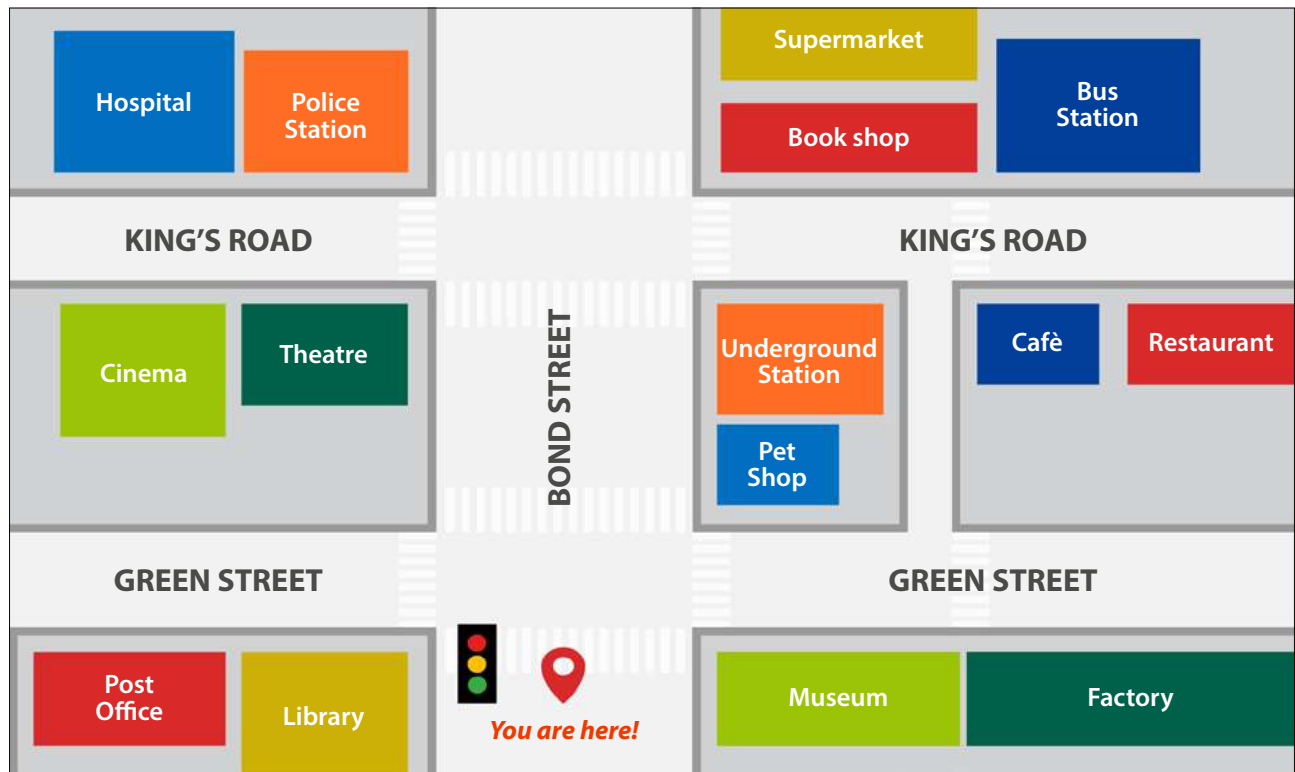 Supermarket
Hospital
Police
Station
Bus
Station
Book shop
KING'S ROAD
KING'S ROAD
Cinema
Theatre
BOND STREET
Underground
Station
Cafè
Restaurant
Pet
Shop
GREEN STREET
GREEN STREET
Post
Office
Library
You are here!
Museum
Factory